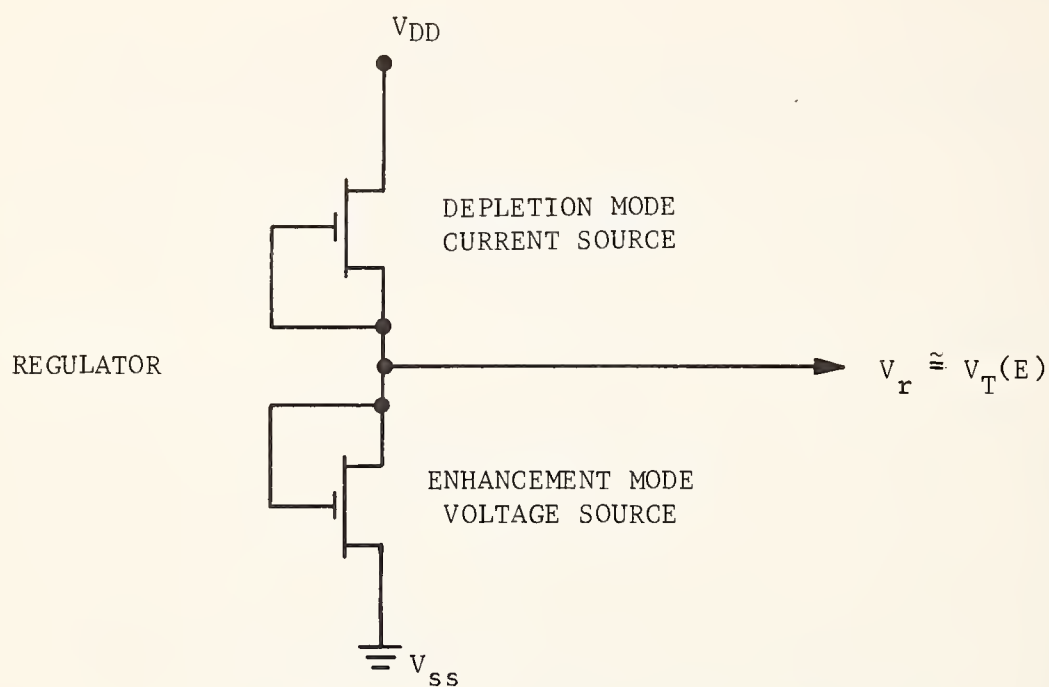 VDD
DEPLETION MODE
CURRENT SOURCE
REGULATOR
Vr ≅ VT(E)
ENHANCEMENT MODE
VOLTAGE SOURCE
Vss